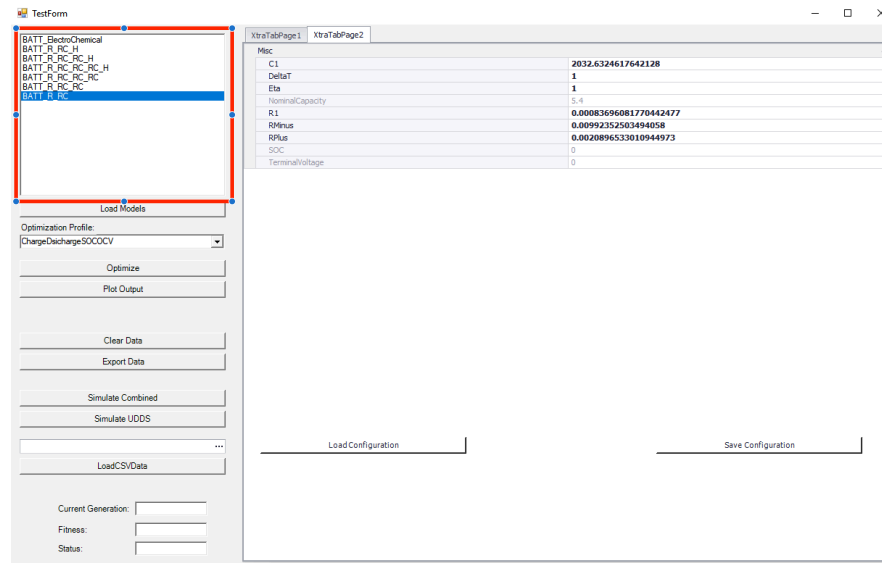 TestForm
BATT_ElectroChemical
BATT_R_RC_H
BATT_R_RC_RC_H
BATT_R_RC_RC_RC_H
BATT_R_RC_RC_RC
BATT_R_RC_RC
BATT_R_RC
Load Models
Optimization Profile:
ChargeDsichargeSOCOCV
Optimize
Plot Output
Clear Data
Export Data
Simulate Combined
Simulate UDDS
...
LoadCSVData
Current Generation:
Fitness:
Status:
XtraTabPage1 XtraTabPage2
Misc
C1 2032.6324617642128
DeltaT 1
Eta 1
NominalCapacity 5.4
R1 0.00083696081770442477
RMinus 0.00992352503494058
RPlus 0.0020896533010944973
SOC 0
TerminalVoltage 0
Load Configuration Save Configuration